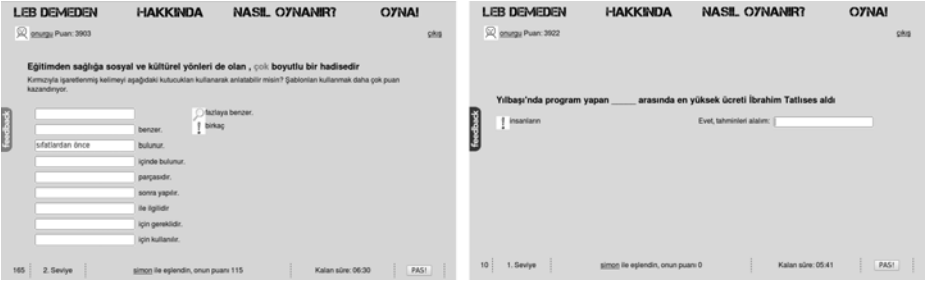 LEB DEMEDEN HAKKINDA NASIL OYNANIR? OYNA!
onurgu Puan: 3903 çıkış
Eğitimden sağlığa sosyal ve kültürel yönleri de olan , çok boyutlu bir hadisedir
Kırmızıyla işaretlenmiş kelimeyi aşağıdaki kutucukları kullanarak anlatabilir misin? Şablonları kullanmak daha çok puan
kazandırıyor.
feedback
fazlaya benzer.
benzer. birkaç
sıfatlardan önce bulunur.
içinde bulunur.
parçasıdır.
sonra yapılır.
ile ilgilidir
için gereklidir.
için kullanılır.
165 2. Seviye simon ile eşlendin, onun puanı 115 Kalan süre: 06:30 PAS!
LEB DEMEDEN HAKKINDA NASIL OYNANIR? OYNA!
onurgu Puan: 3922 çıkış
Yılbaşı'nda program yapan _____ arasında en yüksek ücreti İbrahim Tatlıses aldı
feedback
insanların Evet, tahminleri alalım:
10 1. Seviye simon ile eşlendin, onun puanı 0 Kalan süre: 05:41 PAS!